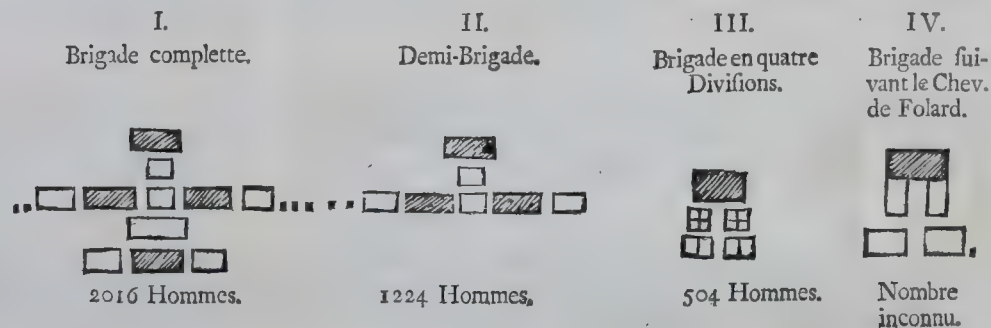 I.
Brigade complette.
2016 Hommes.
II.
Demi-Brigade.
1224 Hommes.
III.
Brigade en quatre
Diviſions.
504 Hommes.
IV.
Brigade ſui-
vant le Chev.
de Folard.
Nombre
inconnu.